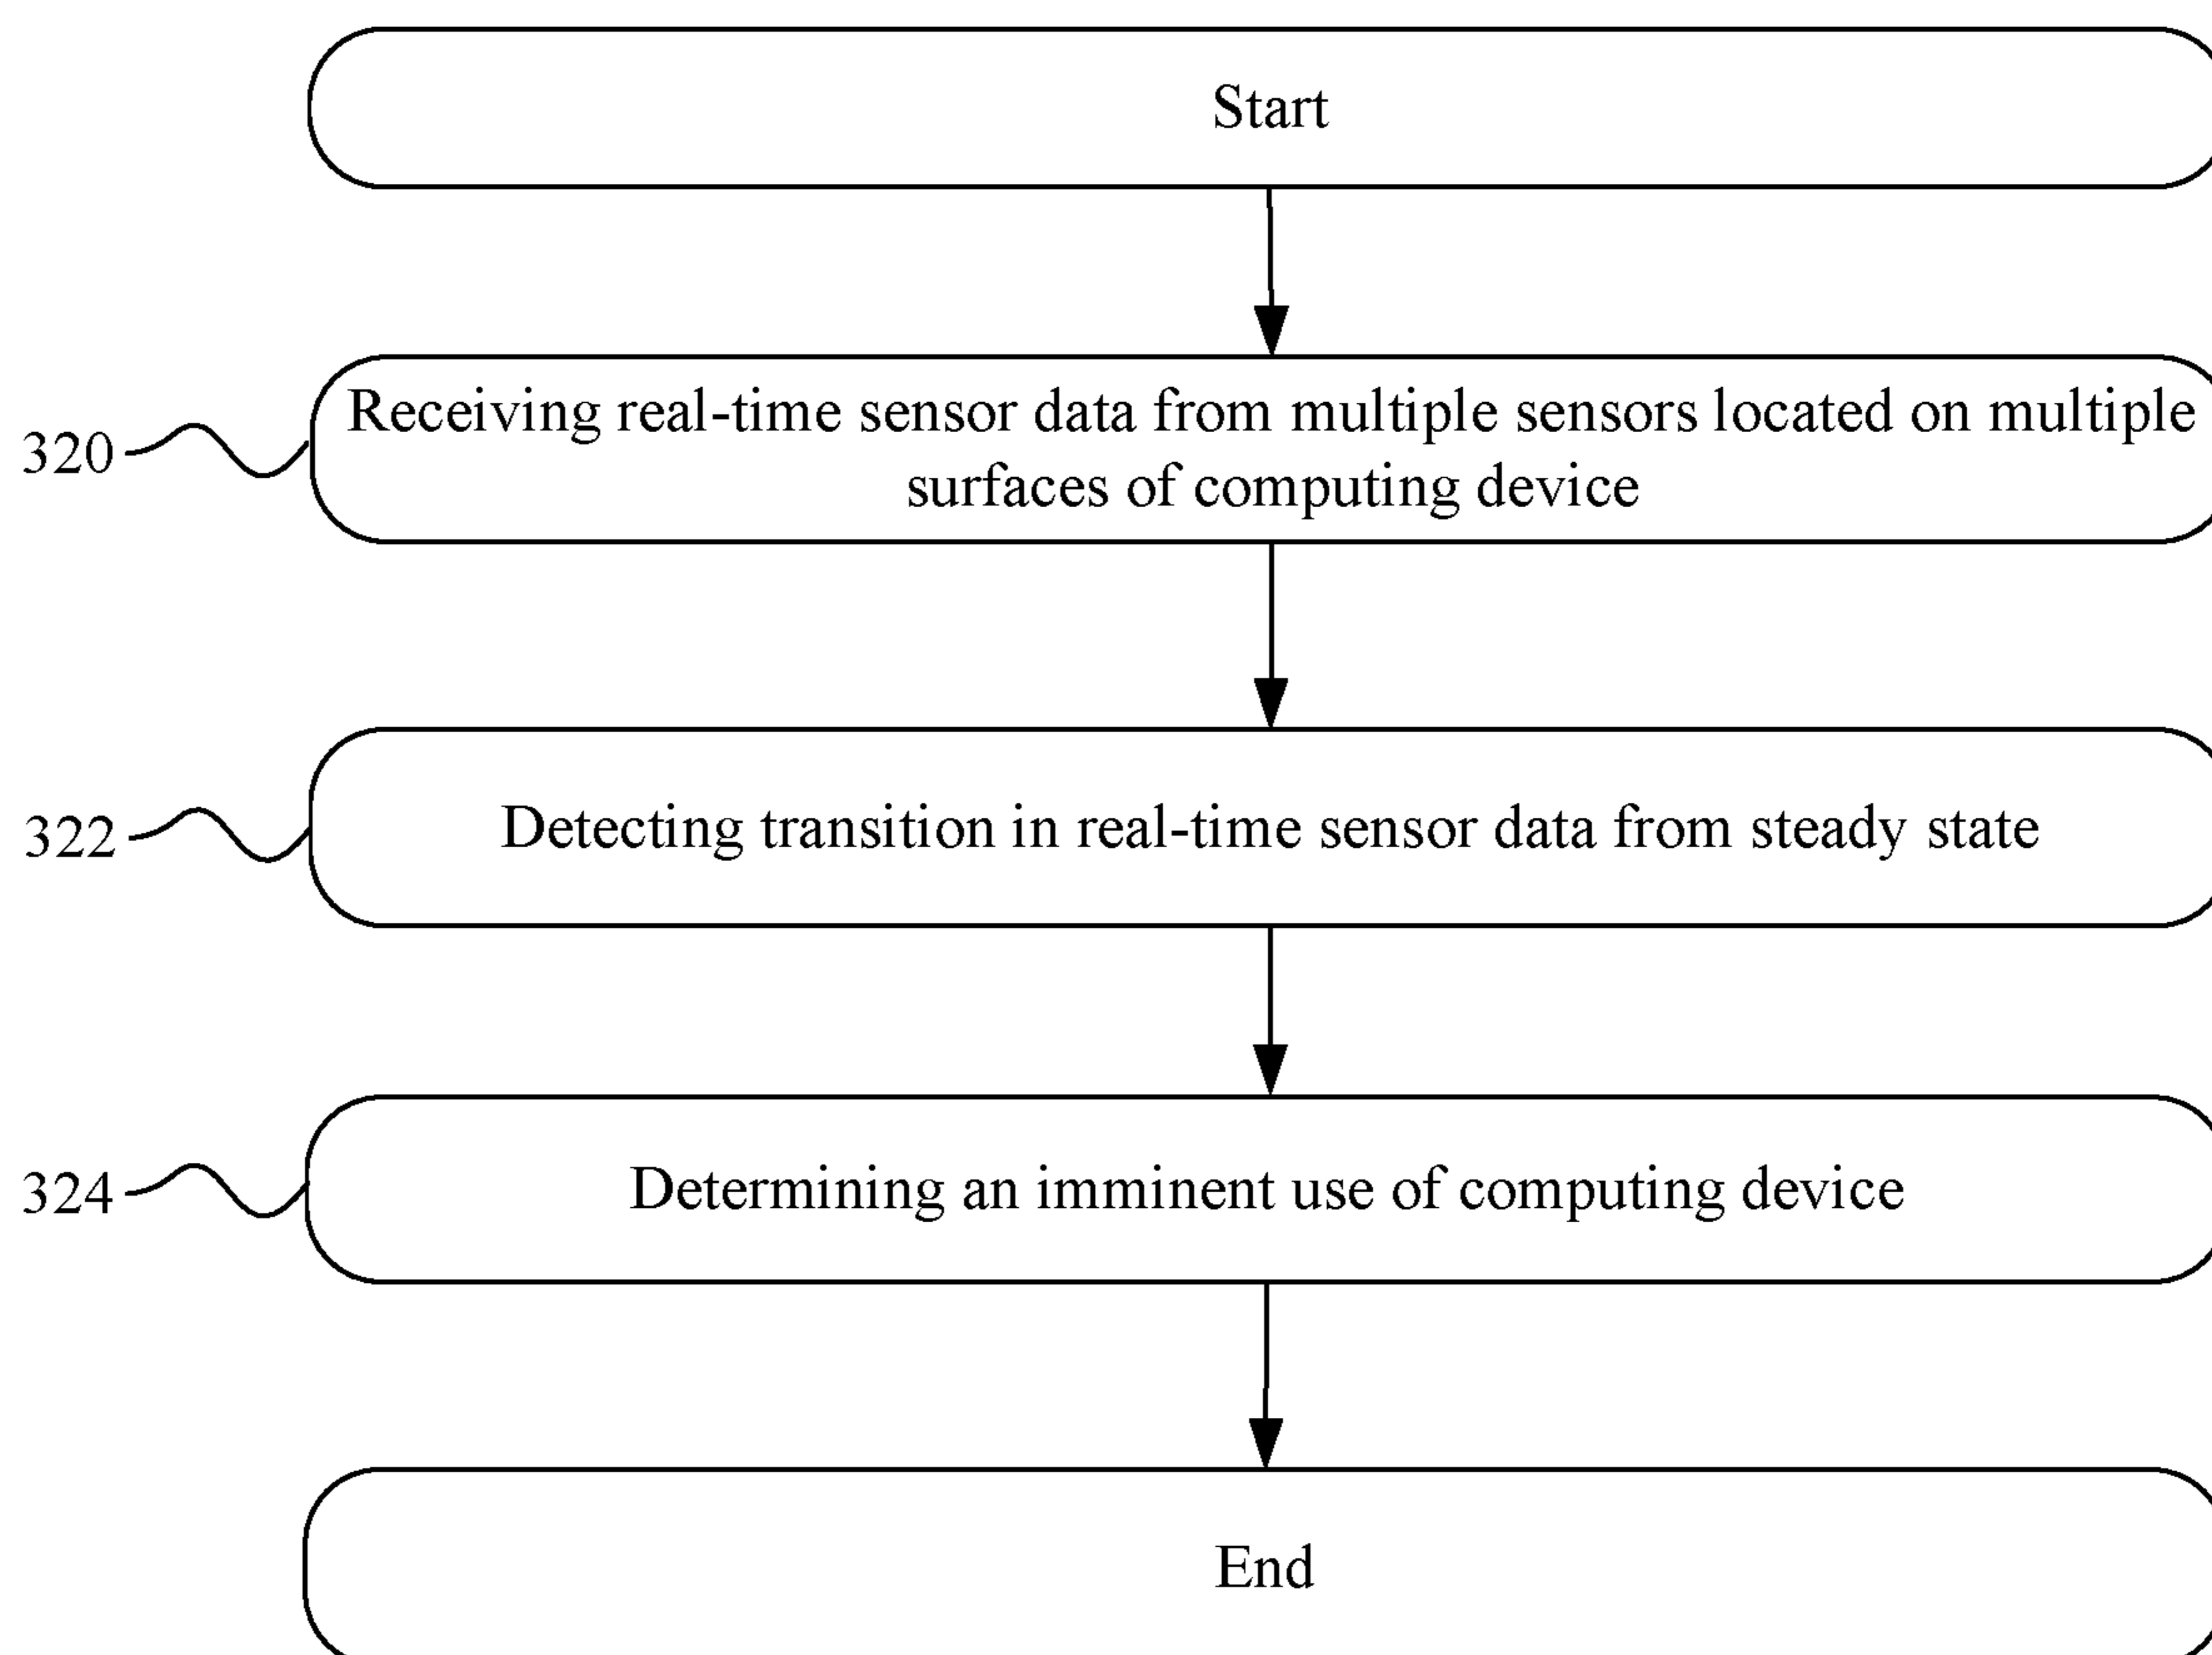 Start
320
Receiving real-time sensor data from multiple sensors located on multiple
surfaces of computing device
322
Detecting transition in real-time sensor data from steady state
324
Determining an imminent use of computing device
End